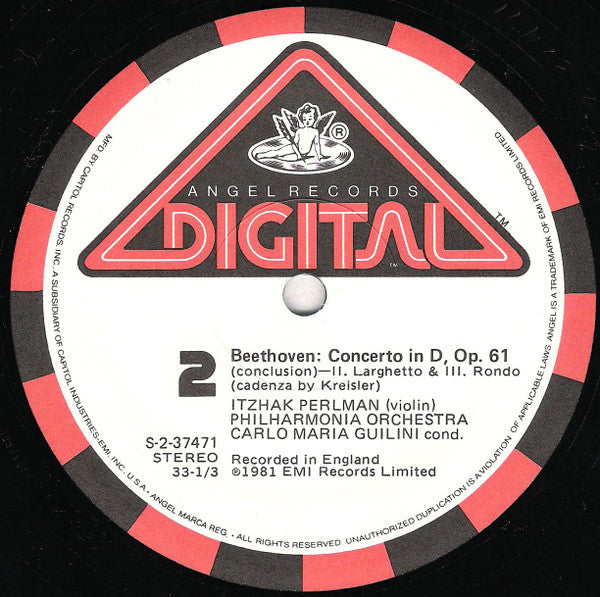 ®
ANGEL RECORDS
DIGITAL
TM
TM
2
Beethoven: Concerto in D, Op. 61
(conclusion)—II. Larghetto & III. Rondo
(cadenza by Kreisler)
ITZHAK PERLMAN (violin)
PHILHARMONIA ORCHESTRA
CARLO MARIA GUILINI cond.
S-2-37471
STEREO
33-1/3
Recorded in England
℗1981 EMI Records Limited
MFD. BY CAPITOL RECORDS, INC. A SUBSIDIARY OF CAPITOL INDUSTRIES-EMI, INC. U S A • ANGEL MARCA REG. • ALL RIGHTS RESERVED. UNAUTHORIZED DUPLICATION IS A VIOLATION OF APPLICABLE LAWS ANGEL IS A TRADEMARK OF EMI RECORDS LIMITED